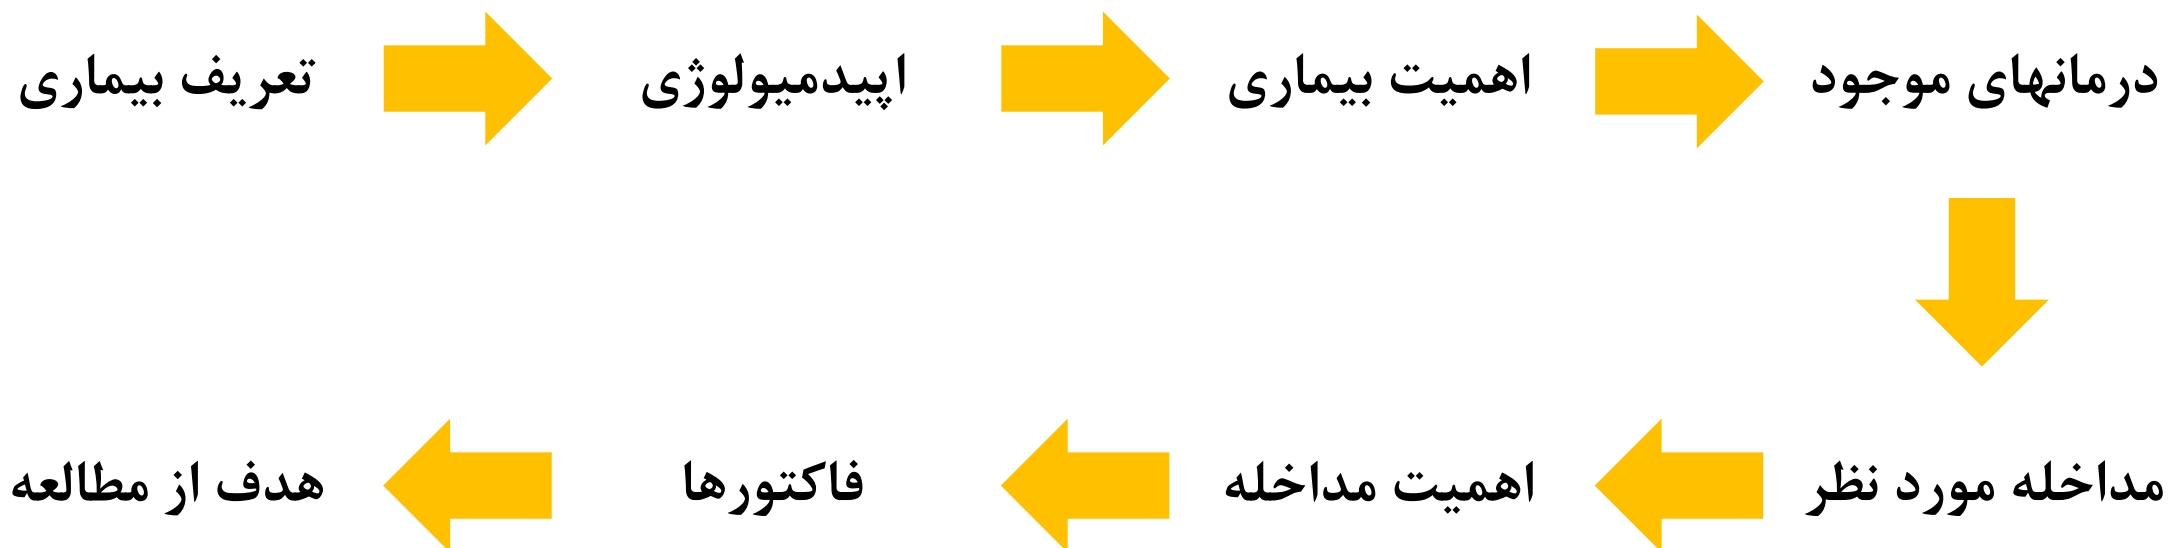 تعریف بیماری
اپیدمیولوژی
اهمیت بیماری
درمانهای موجود
مداخله مورد نظر
اهمیت مداخله
فاکتورها
هدف از مطالعه